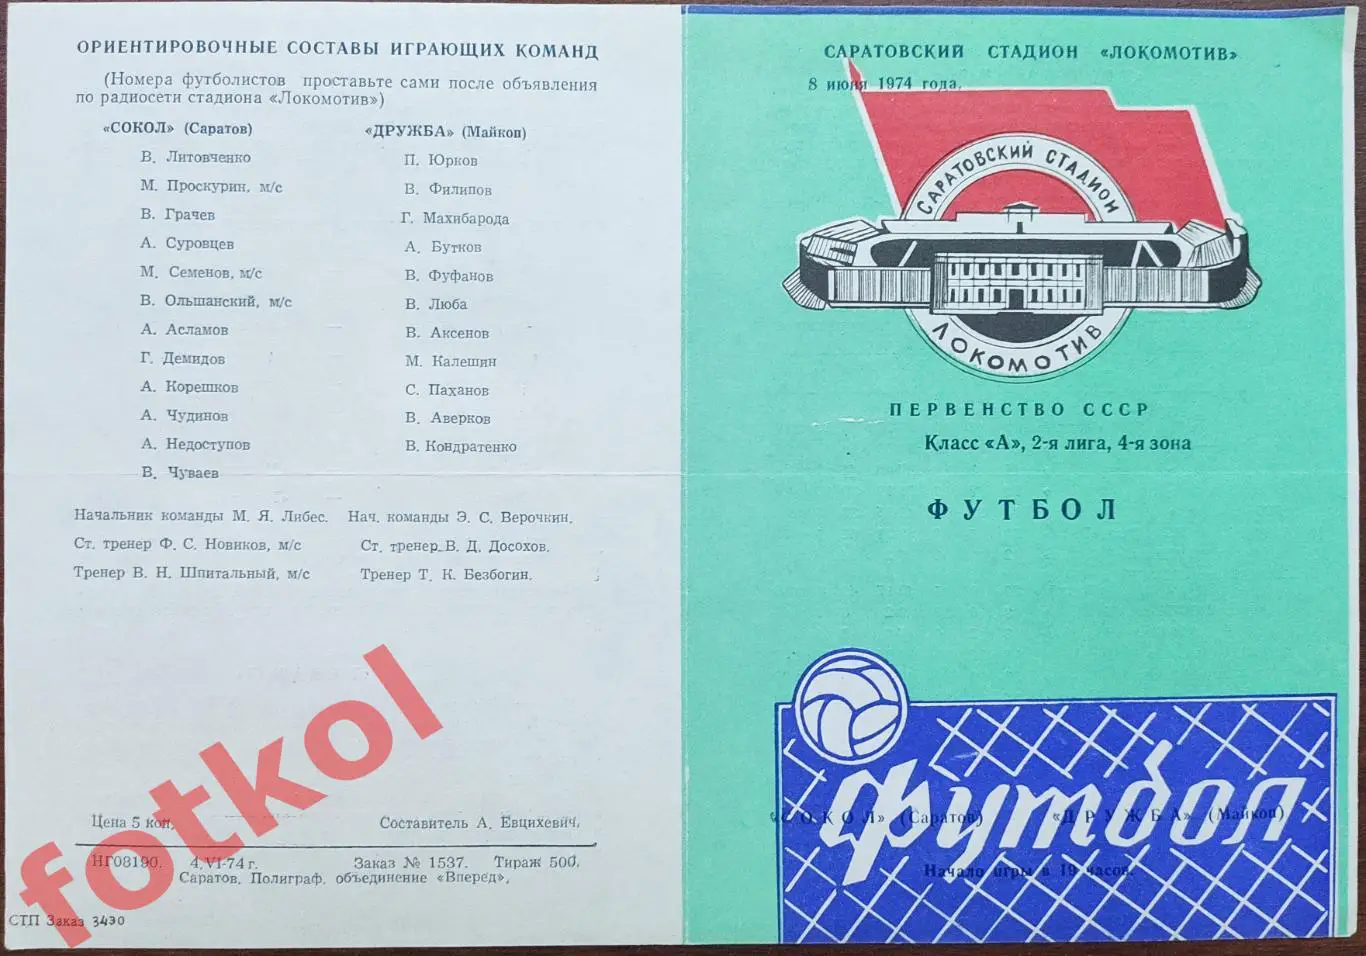 ОРИЕНТИРОВОЧНЫЕ СОСТАВЫ ИГРАЮЩИХ КОМАНД
(Номера футболистов проставьте сами после объявления
по радиосети стадиона «Локомотив»)
«СОКОЛ» (Саратов)
В. Литовченко
М. Проскурин, м/с
В. Грачев
А. Суровцев
М. Семенов, м/с
В. Ольшанский, м/с
А. Асламов
Г. Демидов
А. Корешков
А. Чудинов
А. Недоступов
В. Чуваев
«ДРУЖБА» (Майкоп)
П. Юрков
В. Филипов
Г. Махибарода
А. Бутков
В. Фуфанов
В. Люба
В. Аксенов
М. Калешин
С. Паханов
В. Аверков
В. Кондратенко
Начальник команды М. Я. Либес.
Ст. тренер Ф. С. Новиков, м/с
Тренер В. Н. Шпитальный, м/с
Нач. команды Э. С. Верочкин.
Ст. тренер В. Д. Досохов.
Тренер Т. К. Безбогин.
Цена 5 коп. Составитель А. Евцихевич.
НГ08190. 4.VI-74 г. Заказ № 1537. Тираж 500.
Саратов. Полиграф. объединение «Вперед».
СТП Заказ 3430
fotkol
САРАТОВСКИЙ СТАДИОН «ЛОКОМОТИВ»
8 июня 1974 года.
САРАТОВСКИЙ СТАДИОН
ЛОКОМОТИВ
ПЕРВЕНСТВО СССР
Класс «А», 2-я лига, 4-я зона
ФУТБОЛ
Футбол
«СОКОЛ» (Саратов) «ДРУЖБА» (Майкоп)
Начало игры в 19 часов.